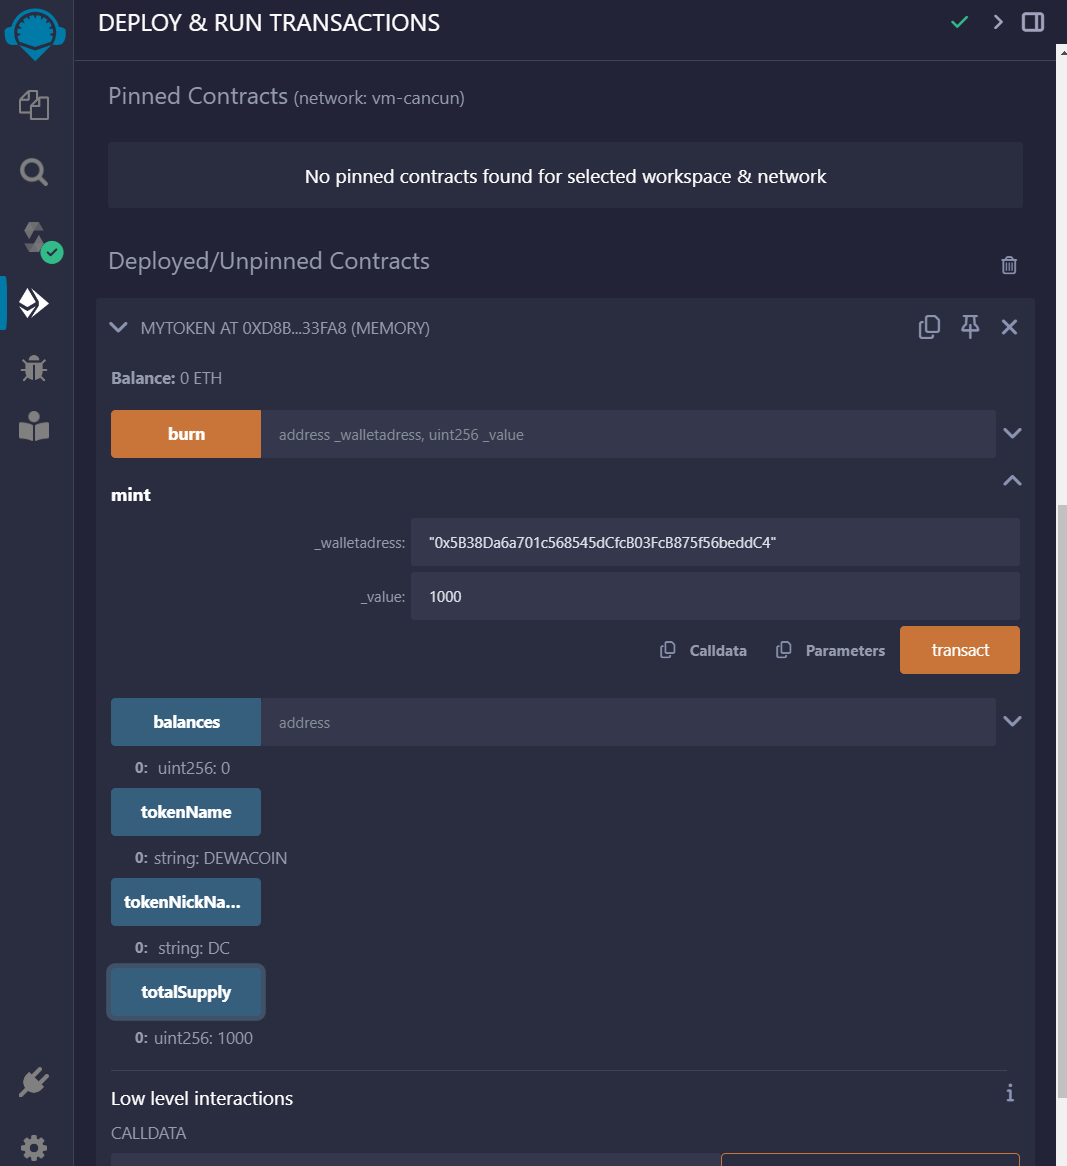 DEPLOY & RUN TRANSACTIONS
Pinned Contracts (network: vm-cancun)
No pinned contracts found for selected workspace & network
Deployed/Unpinned Contracts
MYTOKEN AT 0XD8B...33FA8 (MEMORY)
Balance: 0 ETH
burn address _walletadress, uint256 _value
mint
_walletadress: "0x5B38Da6a701c568545dCfcB03FcB875f56beddC4"
_value: 1000
Calldata Parameters transact
balances address
0: uint256: 0
tokenName
0: string: DEWACOIN
tokenNickNa...
0: string: DC
totalSupply
0: uint256: 1000
Low level interactions
CALLDATA